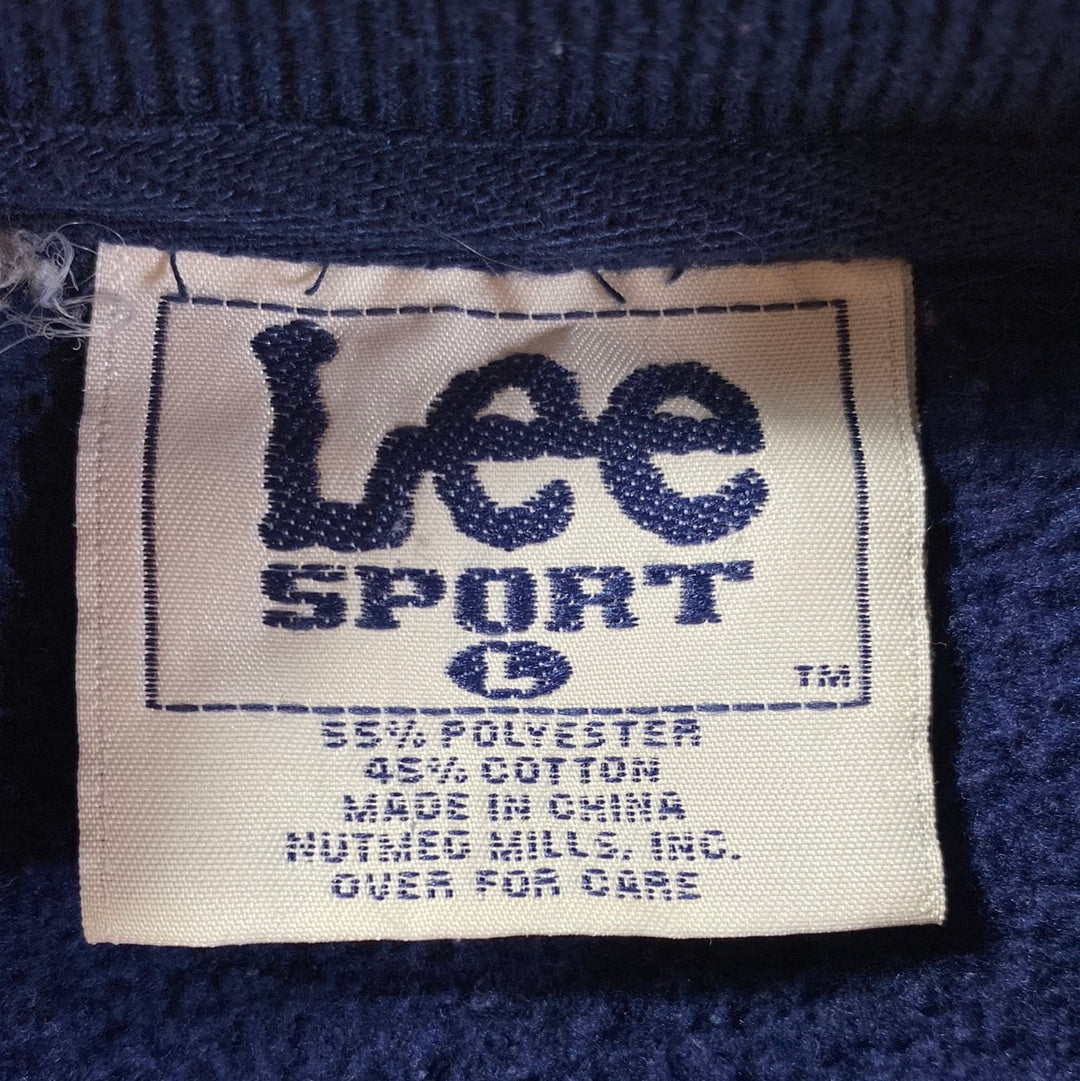 Lee
SPORT
L
TM
55% POLYESTER
45% COTTON
MADE IN CHINA
NUTMEG MILLS, INC.
OVER FOR CARE